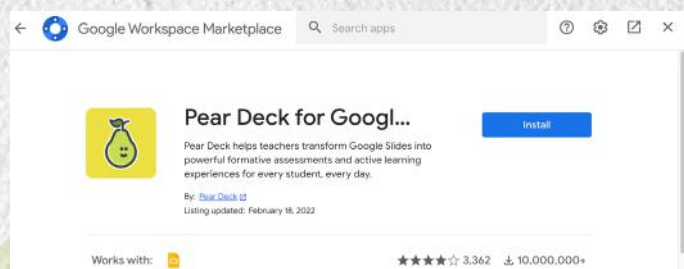 Google Workspace Marketplace
Search apps
Pear Deck for Googl...
Install
Pear Deck helps teachers transform Google Slides into
powerful formative assessments and active learning
experiences for every student, every day.
By: Pear Deck
Listing updated: February 18, 2022
Works with:
3,362
10,000,000+